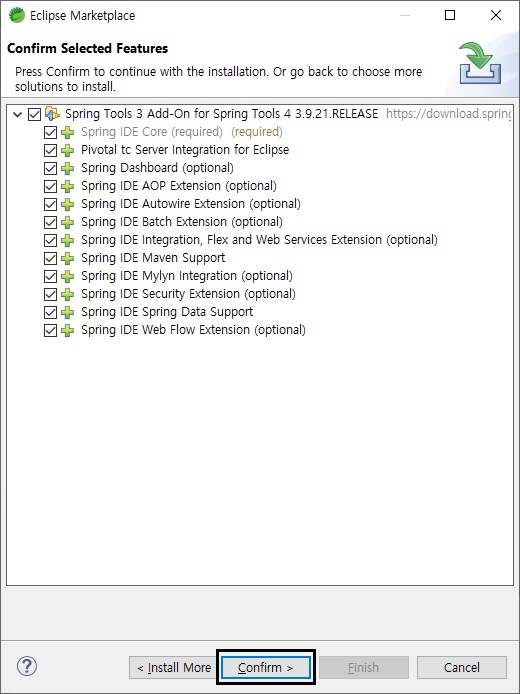 Eclipse Marketplace
Confirm Selected Features
Press Confirm to continue with the installation. Or go back to choose more
solutions to install.
Spring Tools 3 Add-On for Spring Tools 4 3.9.21.RELEASE https://download.spring
Spring IDE Core (required) (required)
Pivotal tc Server Integration for Eclipse
Spring Dashboard (optional)
Spring IDE AOP Extension (optional)
Spring IDE Autowire Extension (optional)
Spring IDE Batch Extension (optional)
Spring IDE Integration, Flex and Web Services Extension (optional)
Spring IDE Maven Support
Spring IDE Mylyn Integration (optional)
Spring IDE Security Extension (optional)
Spring IDE Spring Data Support
Spring IDE Web Flow Extension (optional)
? < Install More Confirm > Finish Cancel